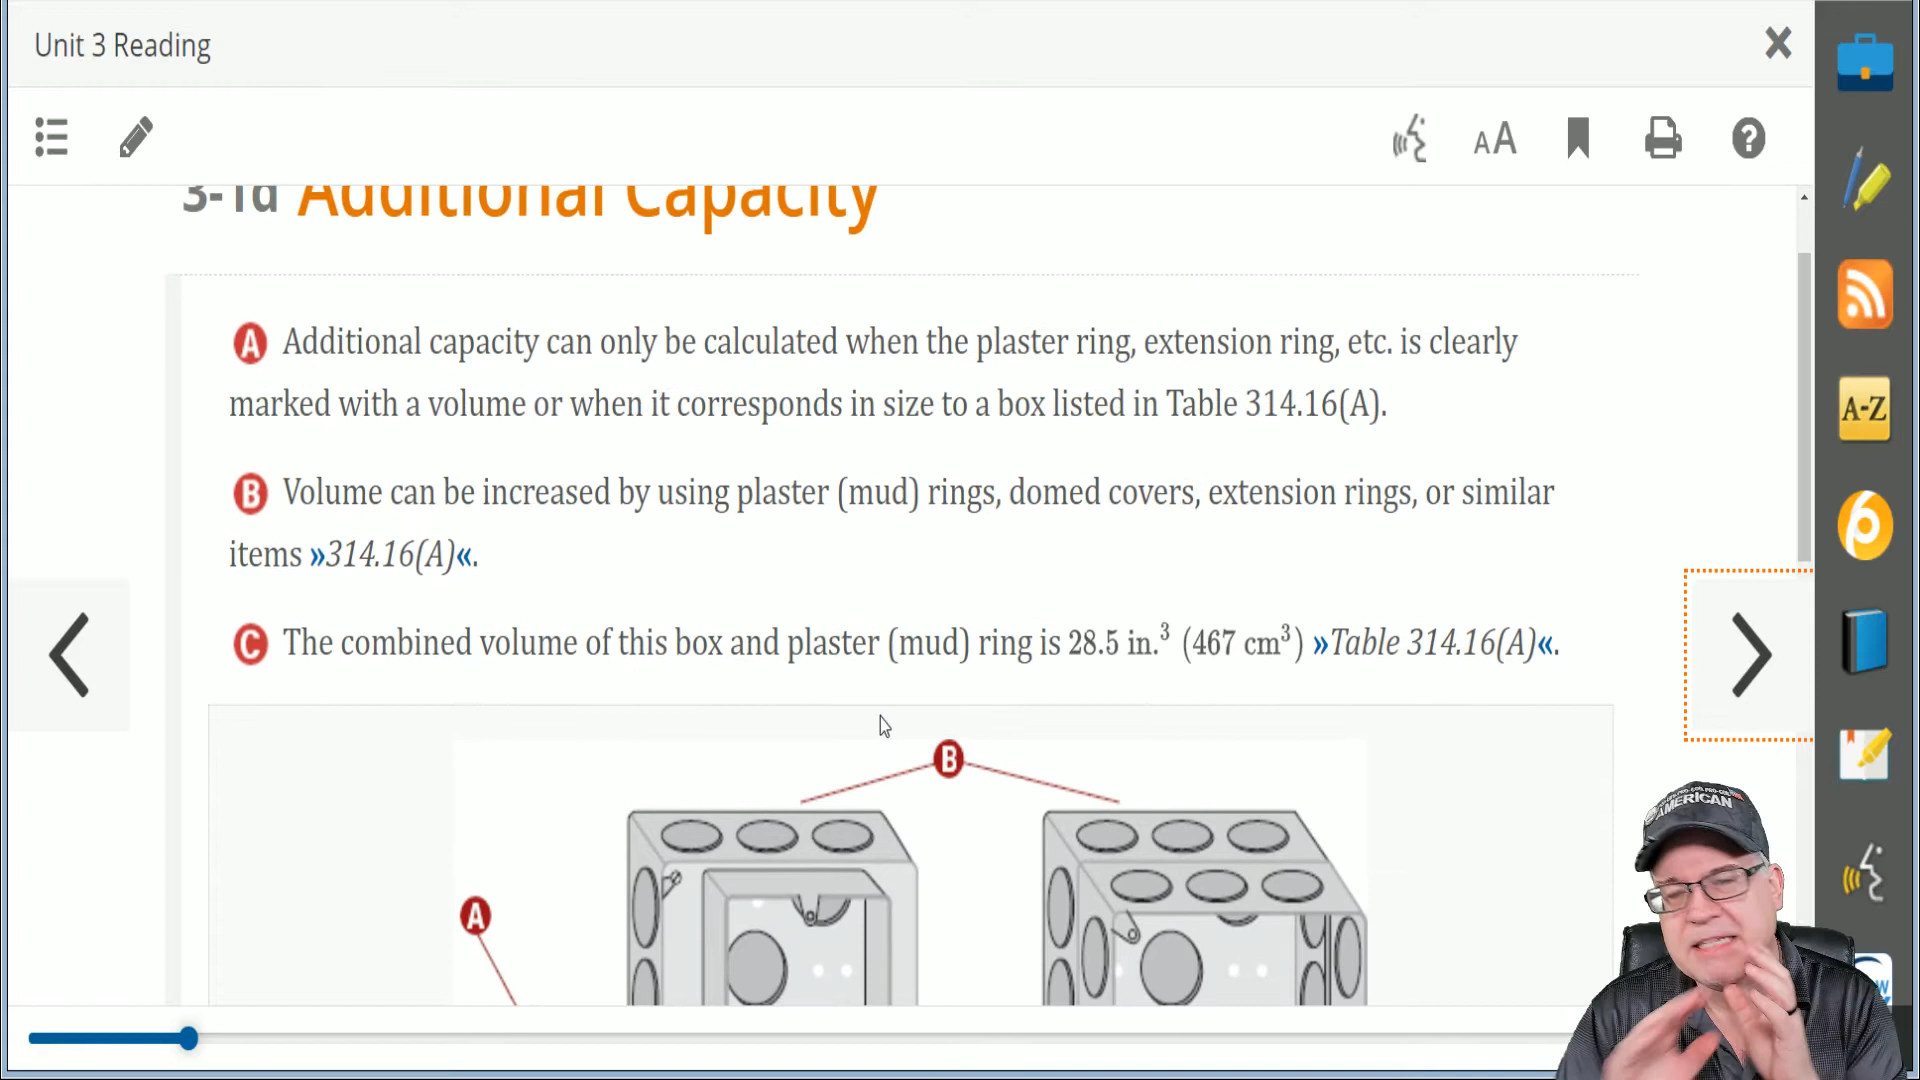 Unit 3 Reading
AA
3-1d Additional Capacity
A Additional capacity can only be calculated when the plaster ring, extension ring, etc. is clearly
marked with a volume or when it corresponds in size to a box listed in Table 314.16(A).
B Volume can be increased by using plaster (mud) rings, domed covers, extension rings, or similar
items »314.16(A)«.
C The combined volume of this box and plaster (mud) ring is 28.5 in.³ (467 cm³) »Table 314.16(A)«.
B
A
A-Z
AMERICAN